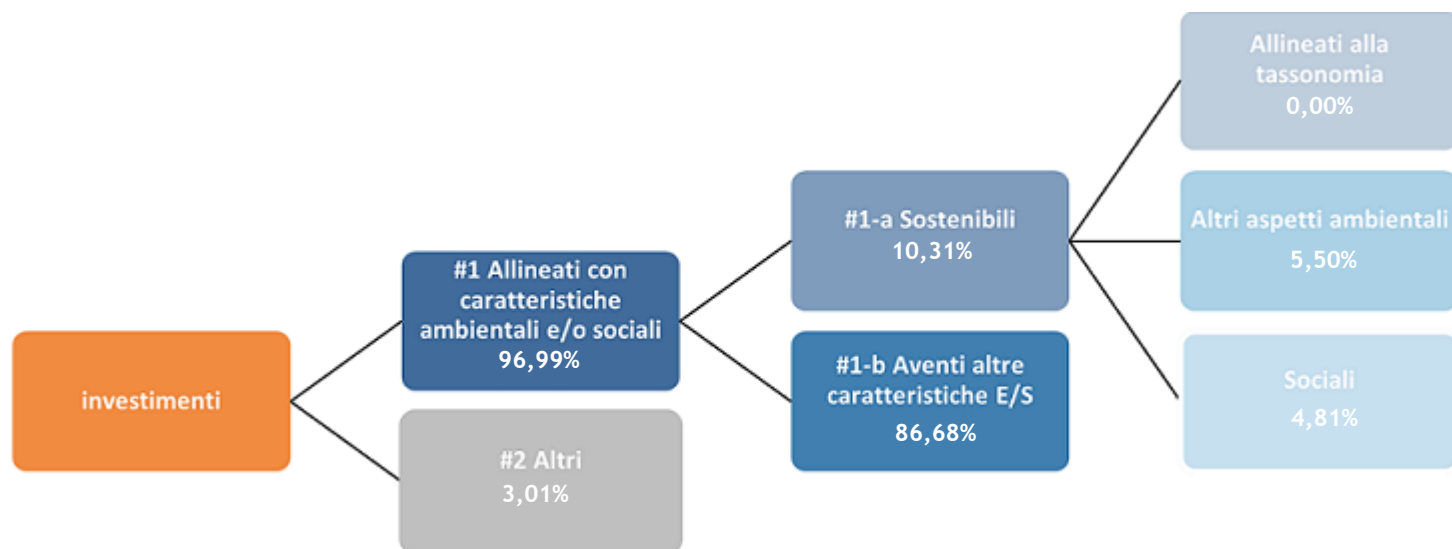 investimenti
#1 Allineati con
caratteristiche
ambientali e/o sociali
96,99%
#2 Altri
3,01%
#1-a Sostenibili
10,31%
#1-b Aventi altre
caratteristiche E/S
86,68%
Allineati alla
tassonomia
0,00%
Altri aspetti ambientali
5,50%
Sociali
4,81%